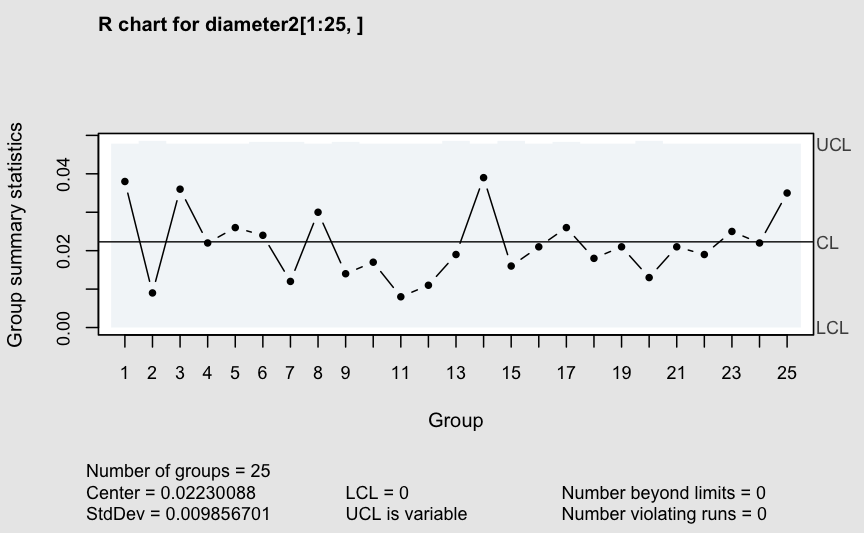 R chart for diameter2[1:25, ]
Group summary statistics
0.04
0.02
0.00
UCL
CL
LCL
1 2 3 4 5 6 7 8 9 11 13 15 17 19 21 23 25
Group
Number of groups = 25
Center = 0.02230088 LCL = 0 Number beyond limits = 0
StdDev = 0.009856701 UCL is variable Number violating runs = 0